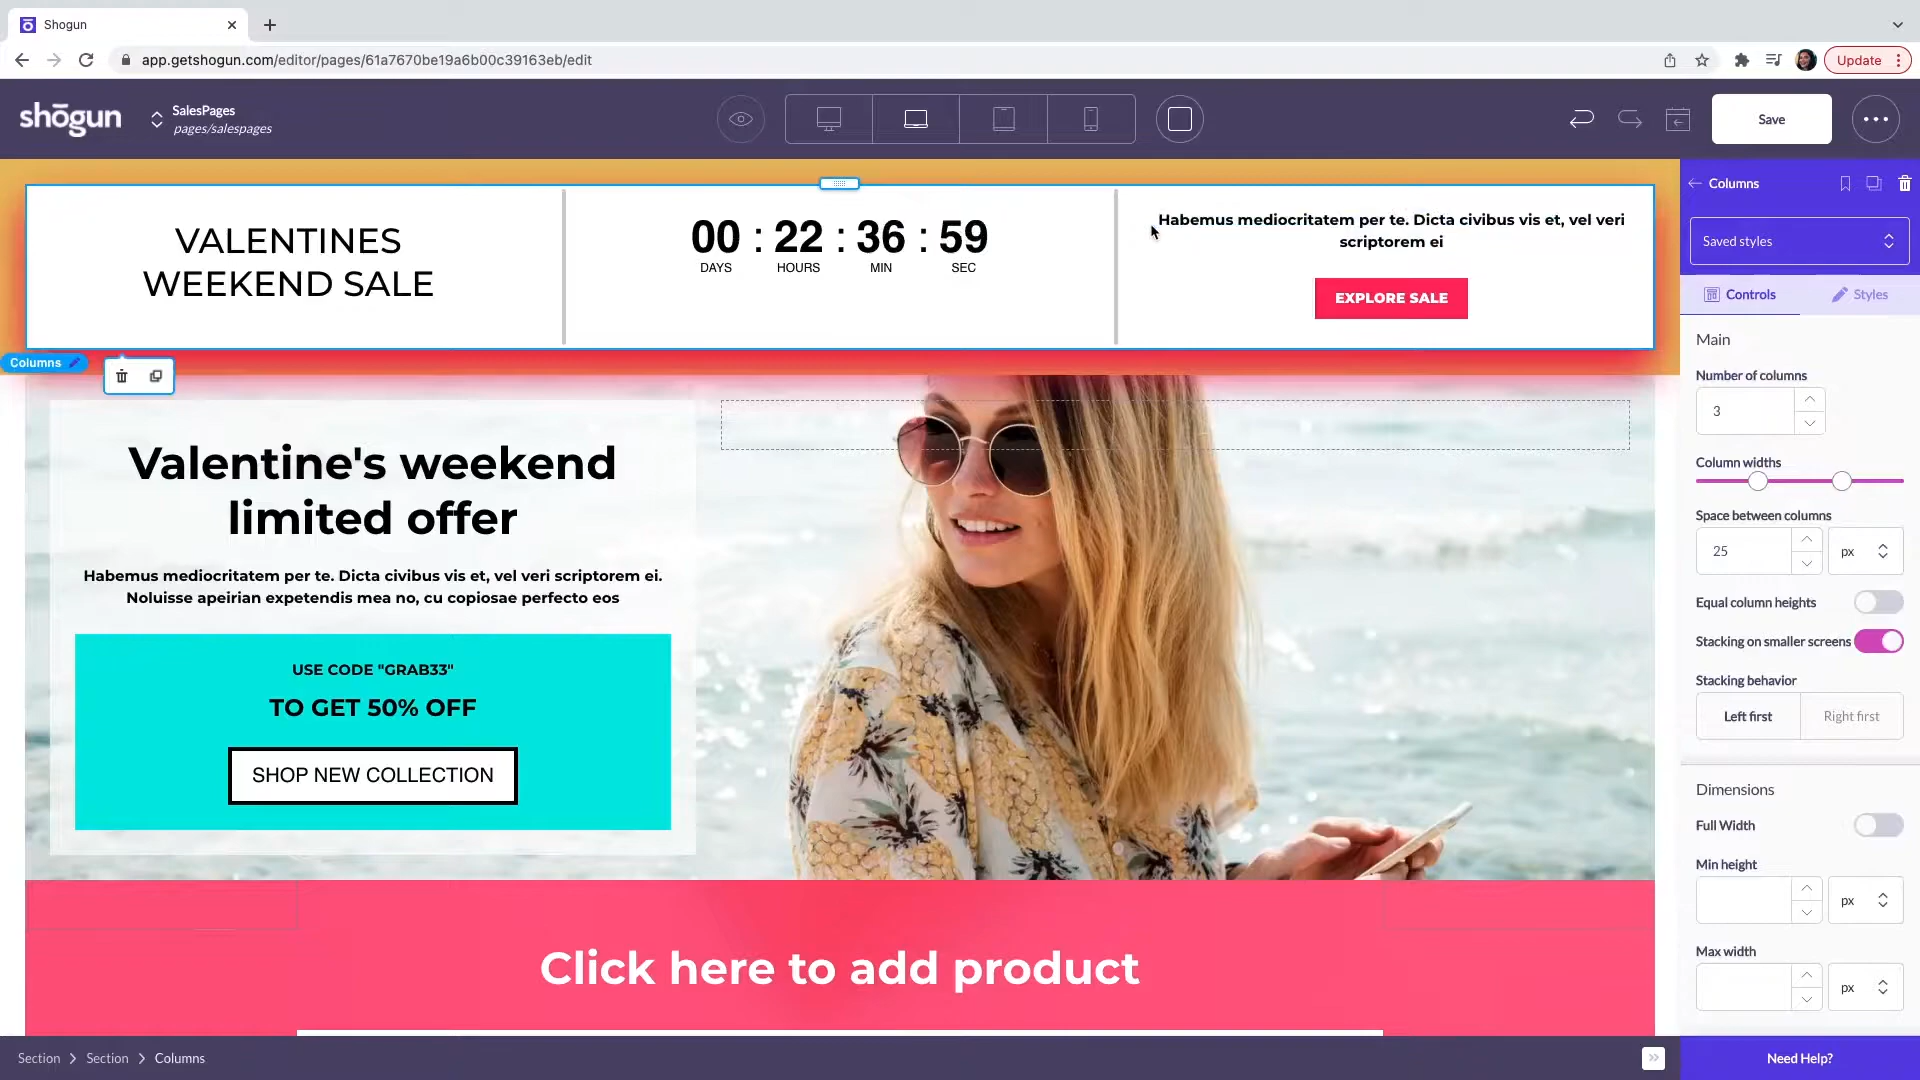 Shogun
app.getshogun.com/editor/pages/61a7670be19a6b00c39163eb/edit
Update
shōgun
SalesPages
pages/salespages
Save
VALENTINES
WEEKEND SALE
00 : 22 : 36 : 59
DAYS HOURS MIN SEC
Habemus mediocritatem per te. Dicta civibus vis et, vel veri
scriptorem ei
EXPLORE SALE
Columns
Valentine's weekend
limited offer
Habemus mediocritatem per te. Dicta civibus vis et, vel veri scriptorem ei.
Noluisse apeirian expetendis mea no, cu copiosae perfecto eos
USE CODE "GRAB33"
TO GET 50% OFF
SHOP NEW COLLECTION
Click here to add product
Columns
Saved styles
Controls Styles
Main
Number of columns
3
Column widths
Space between columns
25 px
Equal column heights
Stacking on smaller screens
Stacking behavior
Left first Right first
Dimensions
Full Width
Min height
px
Max width
px
Section Section Columns
Need Help?